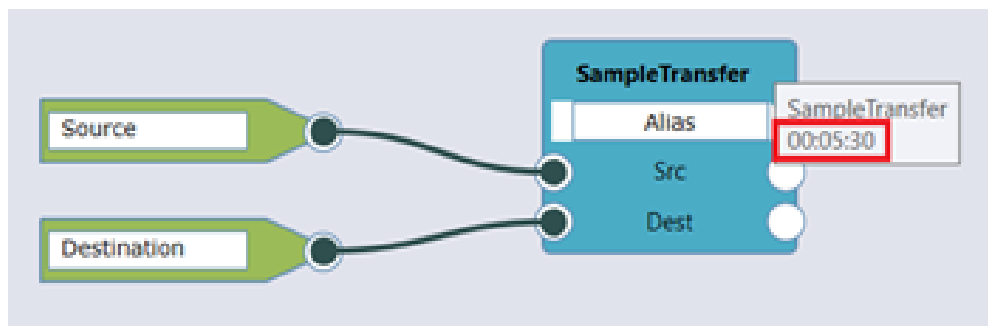 SampleTransfer
SampleTransfer
00:05:30
Source
Alias
Src
Destination
Dest